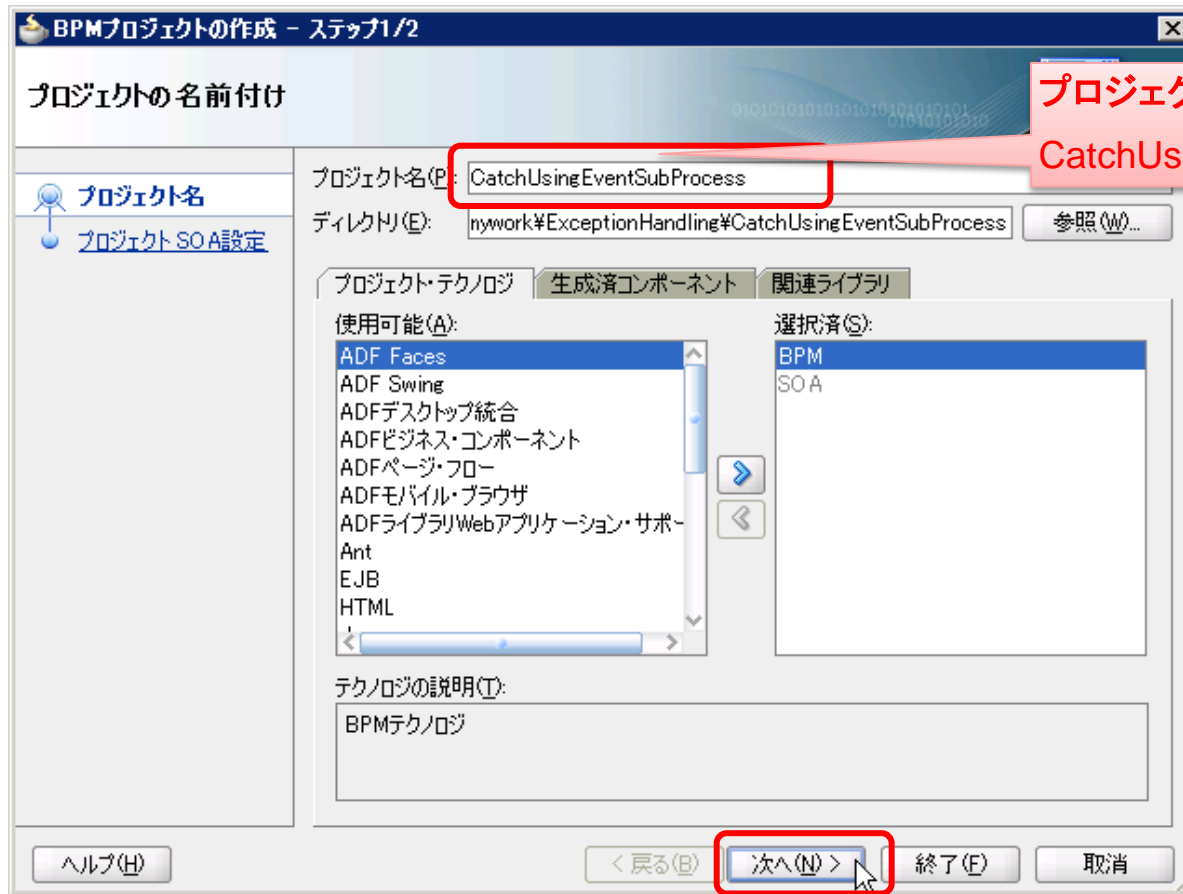 BPMプロジェクトの作成 - ステップ1/2
プロジェクトの名前付け
プロジェク
CatchUs
プロジェクト名
プロジェクト SOA設定
プロジェクト名(P): CatchUsingEventSubProcess
ディレクトリ(E): nywork¥ExceptionHandling¥CatchUsingEventSubProcess 参照(W)...
プロジェクト・テクノロジ 生成済コンポーネント 関連ライブラリ
使用可能(A):
ADF Faces
ADF Swing
ADFデスクトップ統合
ADFビジネス・コンポーネント
ADFページ・フロー
ADFモバイル・ブラウザ
ADFライブラリWebアプリケーション・サポー
Ant
EJB
HTML
選択済(S):
BPM
SOA
テクノロジの説明(T):
BPMテクノロジ
ヘルプ(H) < 戻る(B) 次へ(N) > 終了(F) 取消